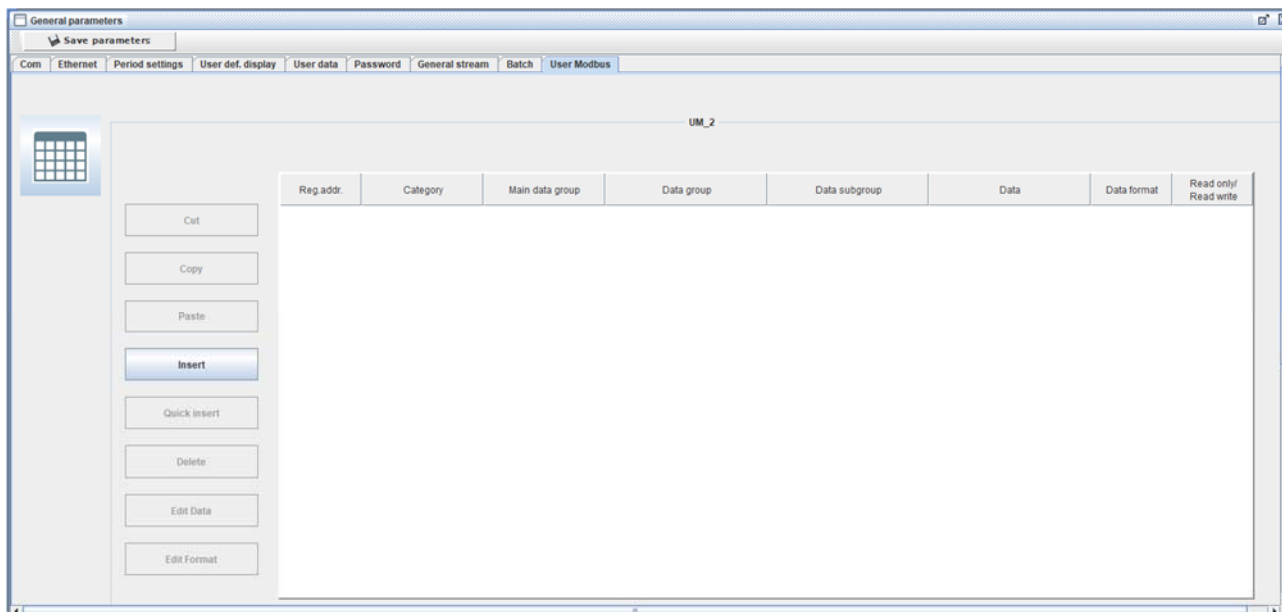 General parameters
Save parameters
Com Ethernet Period settings User def. display User data Password General stream Batch User Modbus
UM_2
Reg.addr. Category Main data group Data group Data subgroup Data Data format Read only/
Read write
Cut
Copy
Paste
Insert
Quick insert
Delete
Edit Data
Edit Format